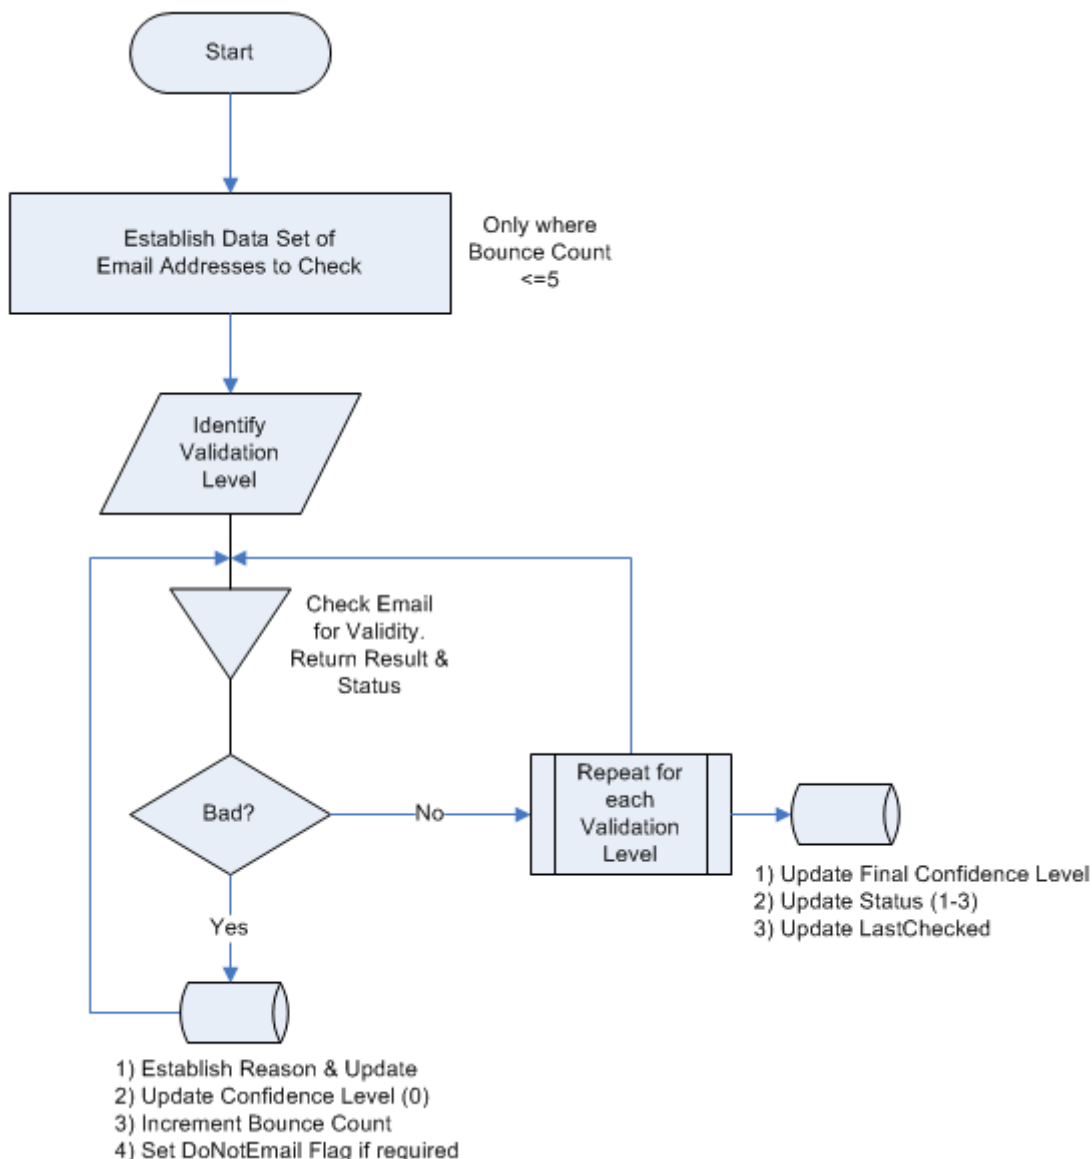 Start
Establish Data Set of
Email Addresses to Check
Only where
Bounce Count
<=5
Identify
Validation
Level
Check Email
for Validity.
Return Result &
Status
Bad?
No
Repeat for
each
Validation
Level
1) Update Final Confidence Level
2) Update Status (1-3)
3) Update LastChecked
Yes
1) Establish Reason & Update
2) Update Confidence Level (0)
3) Increment Bounce Count
4) Set DoNotEmail Flag if required